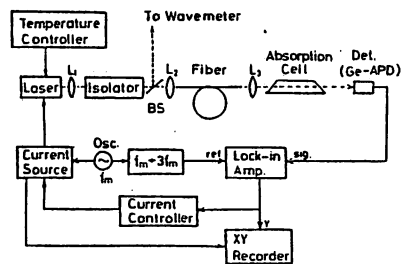 Temperature
Controller
To Wavemeter
Laser
L₁
Isolator
BS
L₂
Fiber
L₃
Absorption
Cell
Det.
(Ge-APD)
Current
Source
Osc.
fm
fm÷3fm
ref.
Lock-in
Amp.
sig.
Current
Controller
Y
XY
Recorder